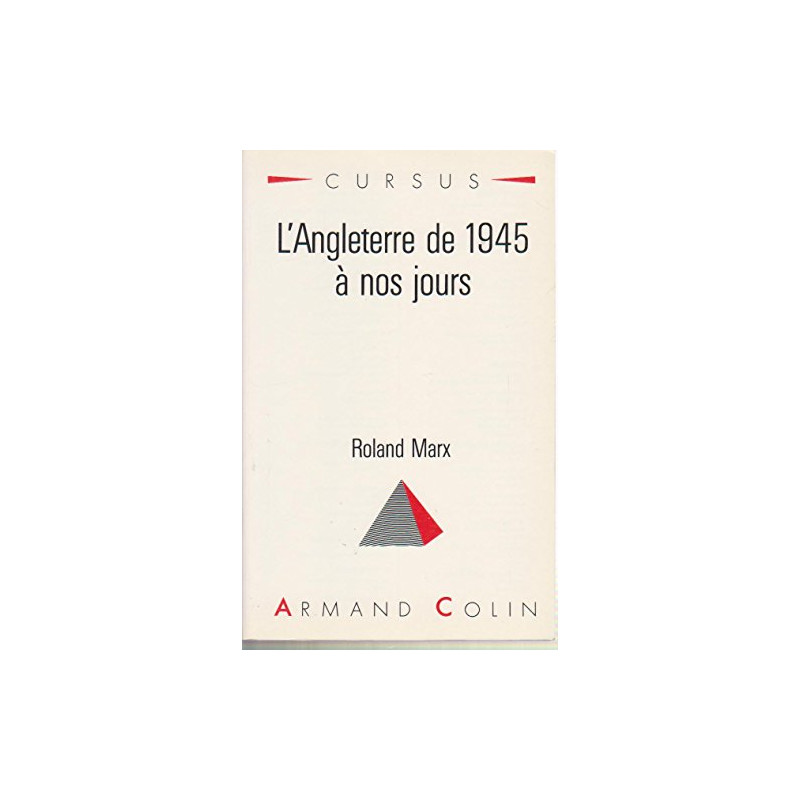 CURSUS
L'Angleterre de 1945
à nos jours
Roland Marx
ARMAND COLIN